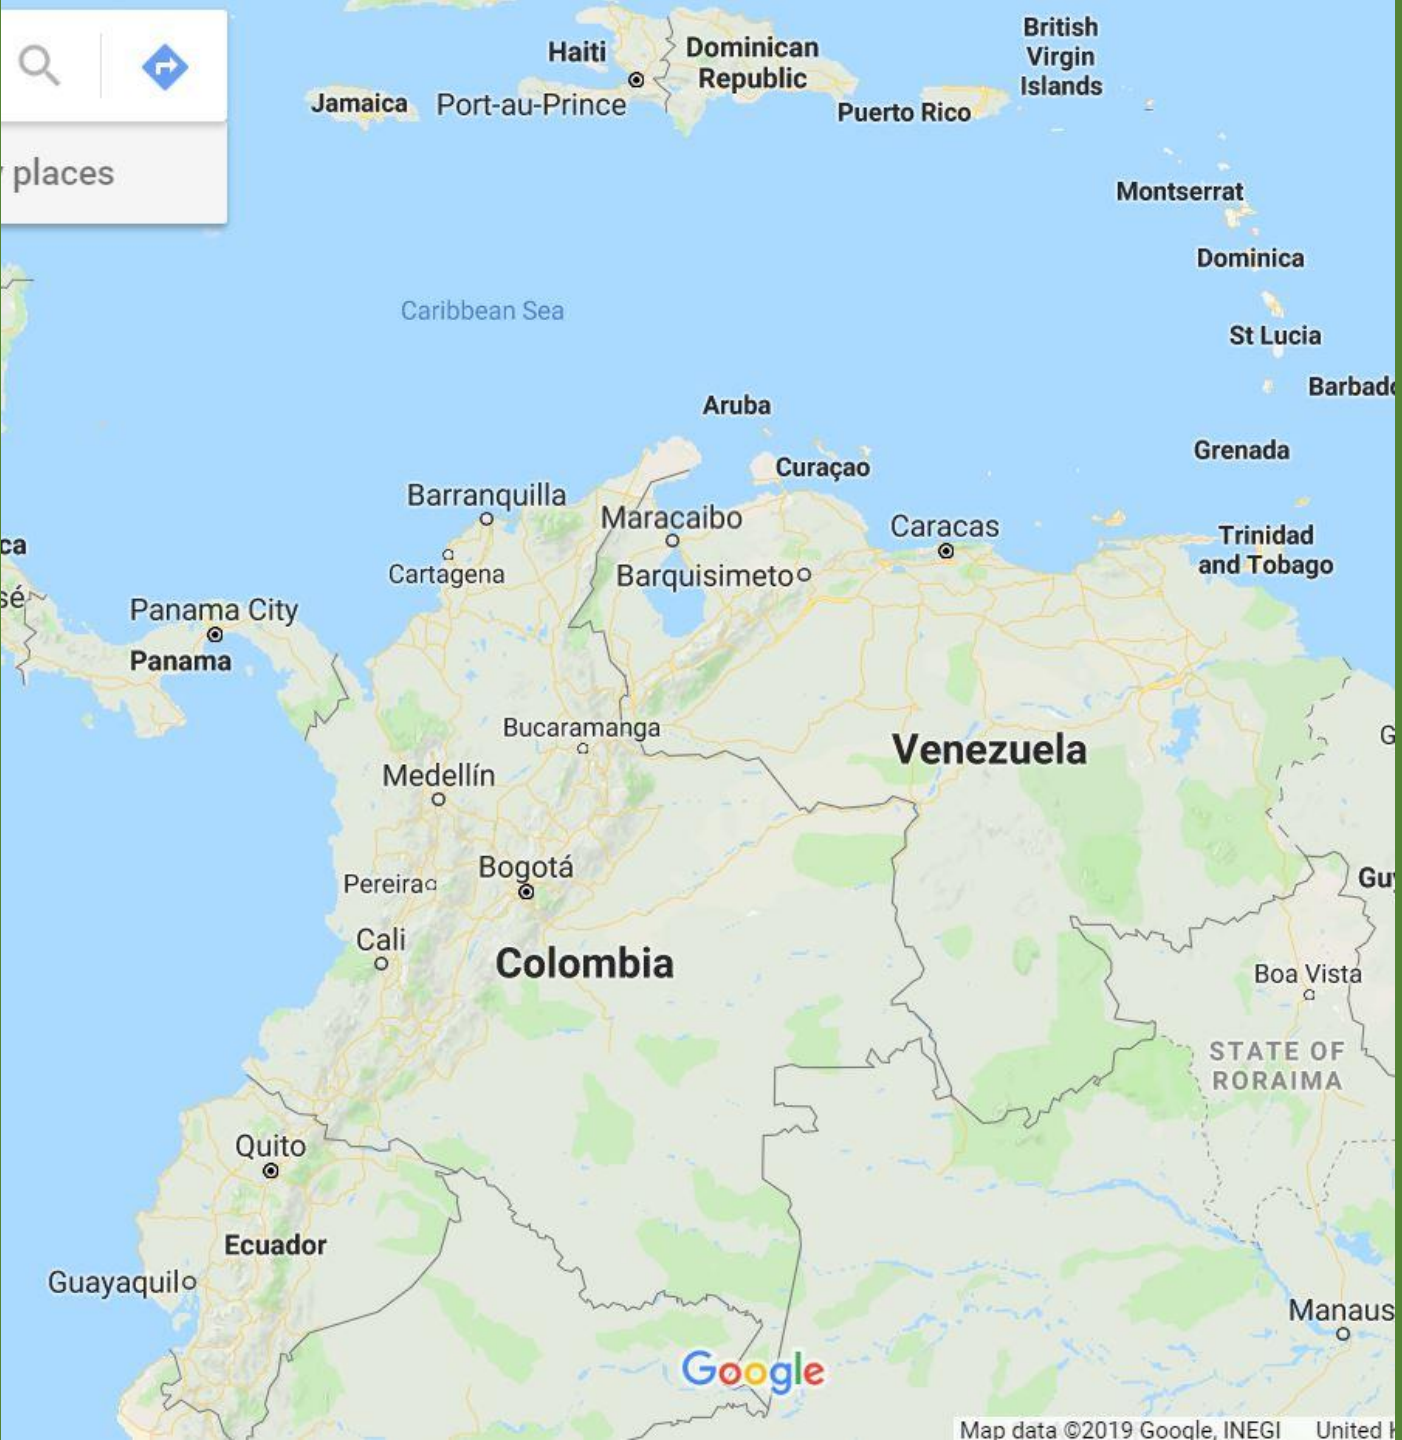 places
Haiti
Dominican
Republic
British
Virgin
Islands
Jamaica
Port-au-Prince
Puerto Rico
Montserrat
Dominica
Caribbean Sea
St Lucia
Barbad
Aruba
Grenada
Curaçao
Barranquilla
Maracaibo
Caracas
Trinidad
and Tobago
ca
Cartagena
Barquisimeto
sé
Panama City
Panama
Bucaramanga
Venezuela
G
Medellín
Bogotá
Pereira
Guy
Cali
Colombia
Boa Vista
STATE OF
RORAIMA
Quito
Ecuador
Guayaquil
Manaus
Google
Map data ©2019 Google, INEGI United